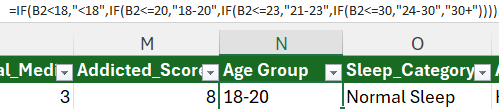 =IF(B2<18,"<18",IF(B2<=20,"18-20",IF(B2<=23,"21-23",IF(B2<=30,"24-30","30+"))))
M N O
Addicted_Score Age Group Sleep_Category
3 8 18-20 Normal Sleep